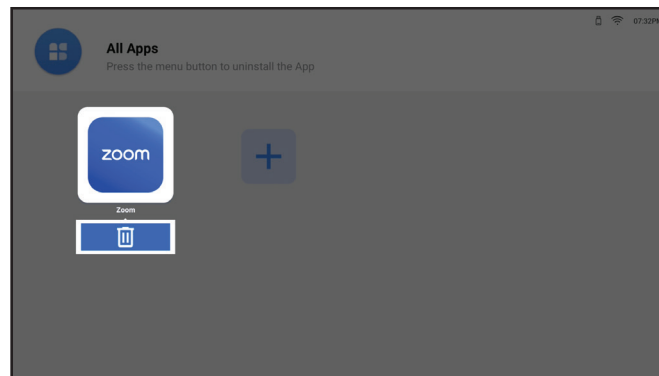 07:32PM
All Apps
Press the menu button to uninstall the App
zoom
Zoom